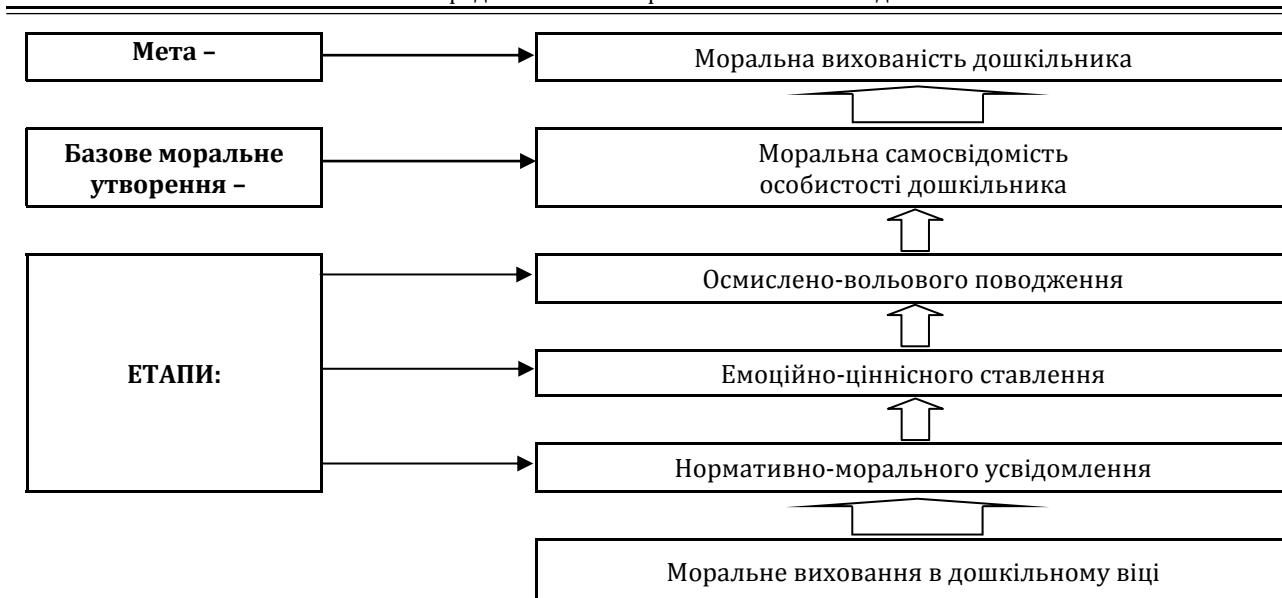 Мета –
Моральна вихованість дошкільника
Базове моральне
утворення –
Моральна самосвідомість
особистості дошкільника
ЕТАПИ:
Осмислено-вольового поводження
Емоційно-ціннісного ставлення
Нормативно-морального усвідомлення
Моральне виховання в дошкільному віці